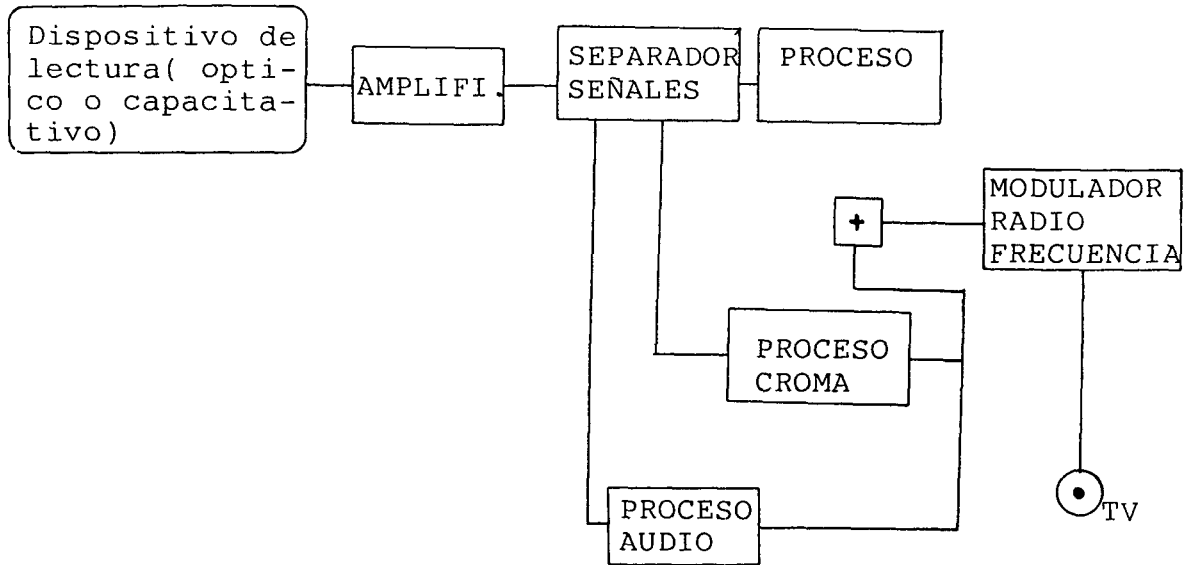 Dispositivo de
lectura( opti-
co o capacita-
tivo)
AMPLIFI.
SEPARADOR
SEÑALES
PROCESO
+
MODULADOR
RADIO
FRECUENCIA
PROCESO
CROMA
PROCESO
AUDIO
TV